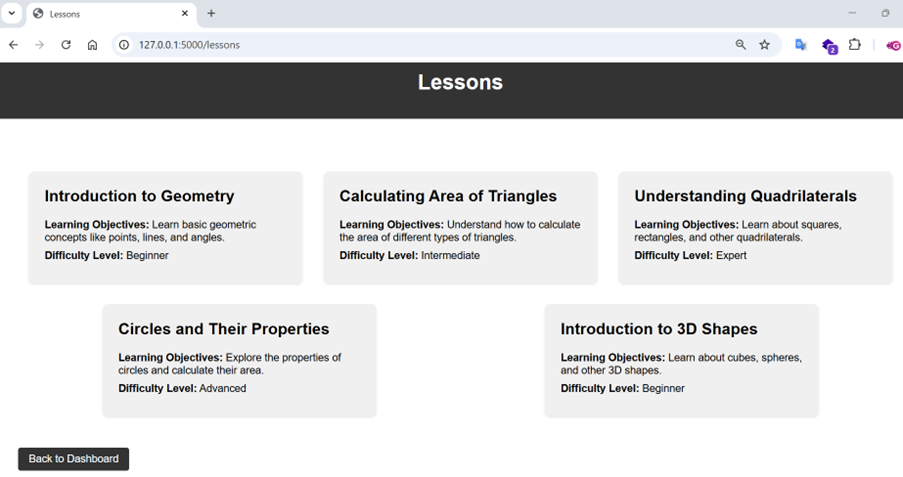 Lessons
127.0.0.1:5000/lessons
2
G
Lessons
Introduction to Geometry
Learning Objectives: Learn basic geometric
concepts like points, lines, and angles.
Difficulty Level: Beginner
Calculating Area of Triangles
Learning Objectives: Understand how to calculate
the area of different types of triangles.
Difficulty Level: Intermediate
Understanding Quadrilaterals
Learning Objectives: Learn about squares,
rectangles, and other quadrilaterals.
Difficulty Level: Expert
Circles and Their Properties
Learning Objectives: Explore the properties of
circles and calculate their area.
Difficulty Level: Advanced
Introduction to 3D Shapes
Learning Objectives: Learn about cubes, spheres,
and other 3D shapes.
Difficulty Level: Beginner
Back to Dashboard